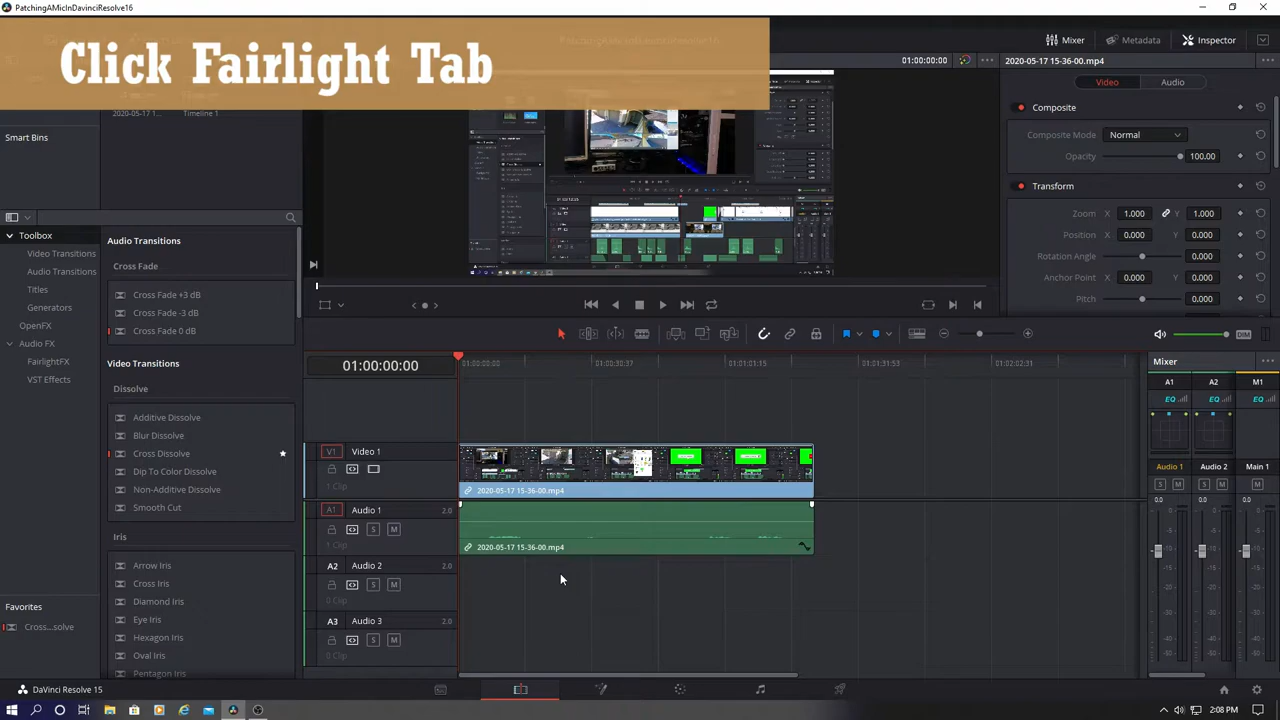 PatchingAMicInDavinciResolve16
Click Fairlight Tab
Mixer
Metadata
Inspector
01:00:00:00
2020-05-17 15-36-00.mp4
2020-05-17 1...
Timeline 1
Video
Audio
Smart Bins
Composite
Composite Mode
Normal
Opacity
100.00
Transform
Zoom X 1.000 Y 1.000
Position X 0.000 Y 0.000
Rotation Angle 0.000
Anchor Point X 0.000 Y 0.000
Pitch 0.000
Toolbox
Video Transitions
Audio Transitions
Titles
Generators
OpenFX
Audio FX
FairlightFX
VST Effects
Favorites
Cross...solve
Audio Transitions
Cross Fade
Cross Fade +3 dB
Cross Fade -3 dB
Cross Fade 0 dB
Video Transitions
Dissolve
Additive Dissolve
Blur Dissolve
Cross Dissolve
Dip To Color Dissolve
Non-Additive Dissolve
Smooth Cut
Iris
Arrow Iris
Cross Iris
Diamond Iris
Eye Iris
Hexagon Iris
Oval Iris
Pentagon Iris
DIM
01:00:00:00
01:00:00:00
01:00:30:37
01:01:01:15
01:01:31:53
01:02:02:31
V1 Video 1
1 Clip
2020-05-17 15-36-00.mp4
A1 Audio 1 2.0
S M
1 Clip
2020-05-17 15-36-00.mp4
A2 Audio 2 2.0
S M
0 Clip
A3 Audio 3 2.0
S M
0 Clip
Mixer
A1 A2 M1
EQ EQ EQ
Audio 1 Audio 2 Main 1
S M S M M
0.0 0.0 0.0
DaVinci Resolve 15
2:08 PM